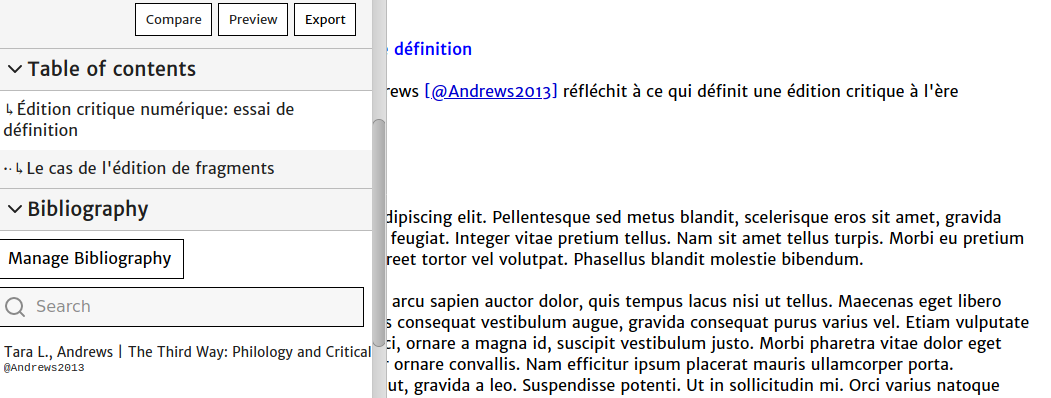 Compare Preview Export
Table of contents
↳Édition critique numérique: essai de
définition
··↳Le cas de l'édition de fragments
Bibliography
Manage Bibliography
Search
Tara L., Andrews | The Third Way: Philology and Critical
@Andrews2013
définition
rews [@Andrews2013] réfléchit à ce qui définit une édition critique à l'ère
dipiscing elit. Pellentesque sed metus blandit, scelerisque eros sit amet, gravida
feugiat. Integer vitae pretium tellus. Nam sit amet tellus turpis. Morbi eu pretium
reet tortor vel volutpat. Phasellus blandit molestie bibendum.
arcu sapien auctor dolor, quis tempus lacus nisi ut tellus. Maecenas eget libero
s consequat vestibulum augue, gravida consequat purus varius vel. Etiam vulputate
ci, ornare a magna id, suscipit vestibulum justo. Morbi pharetra vitae dolor eget
r ornare convallis. Nam efficitur ipsum placerat mauris ullamcorper porta.
ut, gravida a leo. Suspendisse potenti. Ut in sollicitudin mi. Orci varius natoque